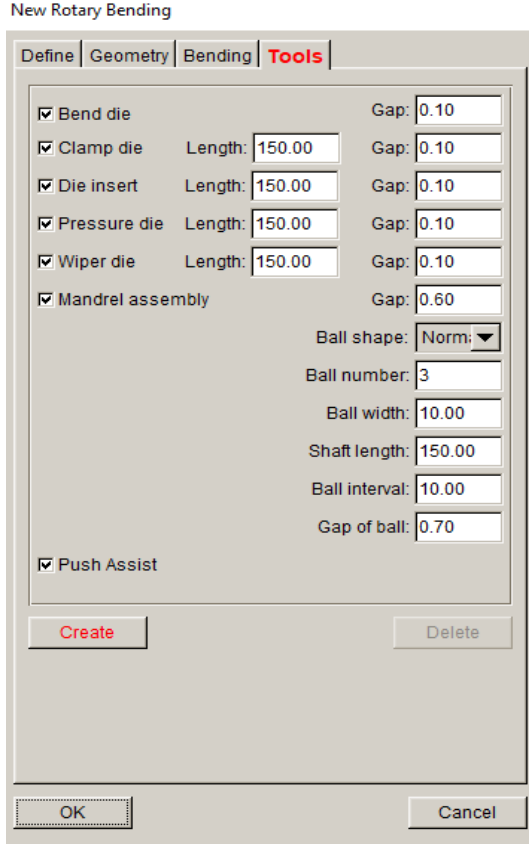 New Rotary Bending
Define Geometry Bending Tools
Bend die Gap: 0.10
Clamp die Length: 150.00 Gap: 0.10
Die insert Length: 150.00 Gap: 0.10
Pressure die Length: 150.00 Gap: 0.10
Wiper die Length: 150.00 Gap: 0.10
Mandrel assembly Gap: 0.60
Ball shape: Norma
Ball number: 3
Ball width: 10.00
Shaft length: 150.00
Ball interval: 10.00
Gap of ball: 0.70
Push Assist
Create Delete
OK Cancel